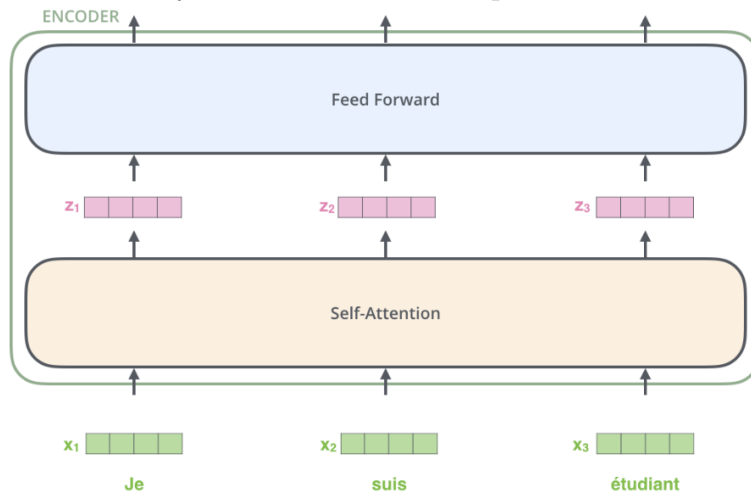 ENCODER
Feed Forward
z₁ z₂ z₃
Self-Attention
x₁ x₂ x₃
Je suis étudiant